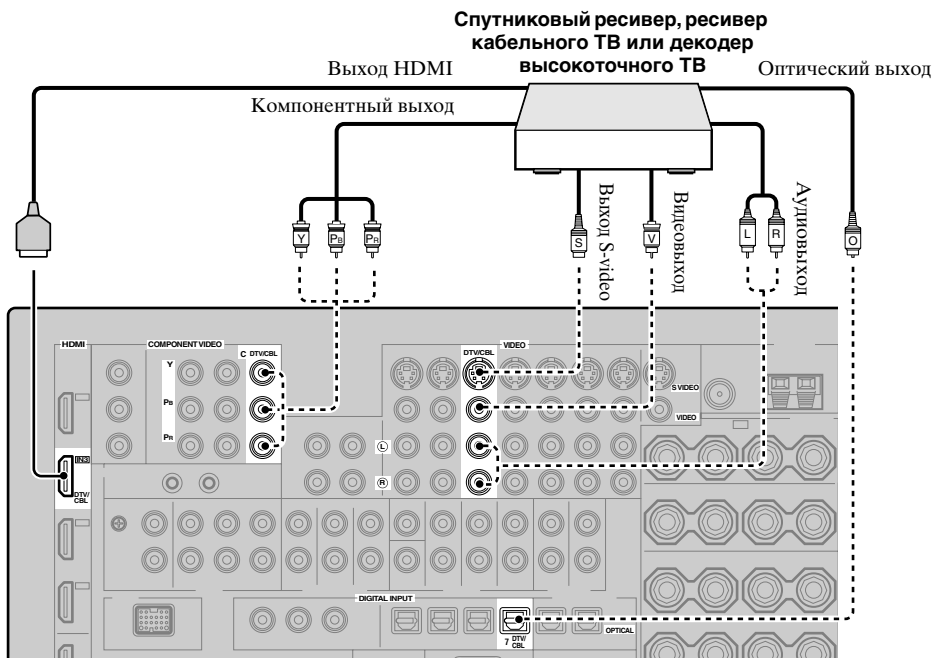 Спутниковый ресивер, ресивер
кабельного ТВ или декодер
высокоточного ТВ
Выход HDMI
Оптический выход
Компонентный выход
Выход S-video
Видеовыход
Аудиовыход
Y
PB
PR
S
V
L
R
O
HDMI
COMPONENT VIDEO
C DTV/CBL
VIDEO
DTV/CBL
Y
S VIDEO
PB
VIDEO
PR
L
IN3
R
DTV/
CBL
DIGITAL INPUT
7 DTV/
CBL
OPTICAL